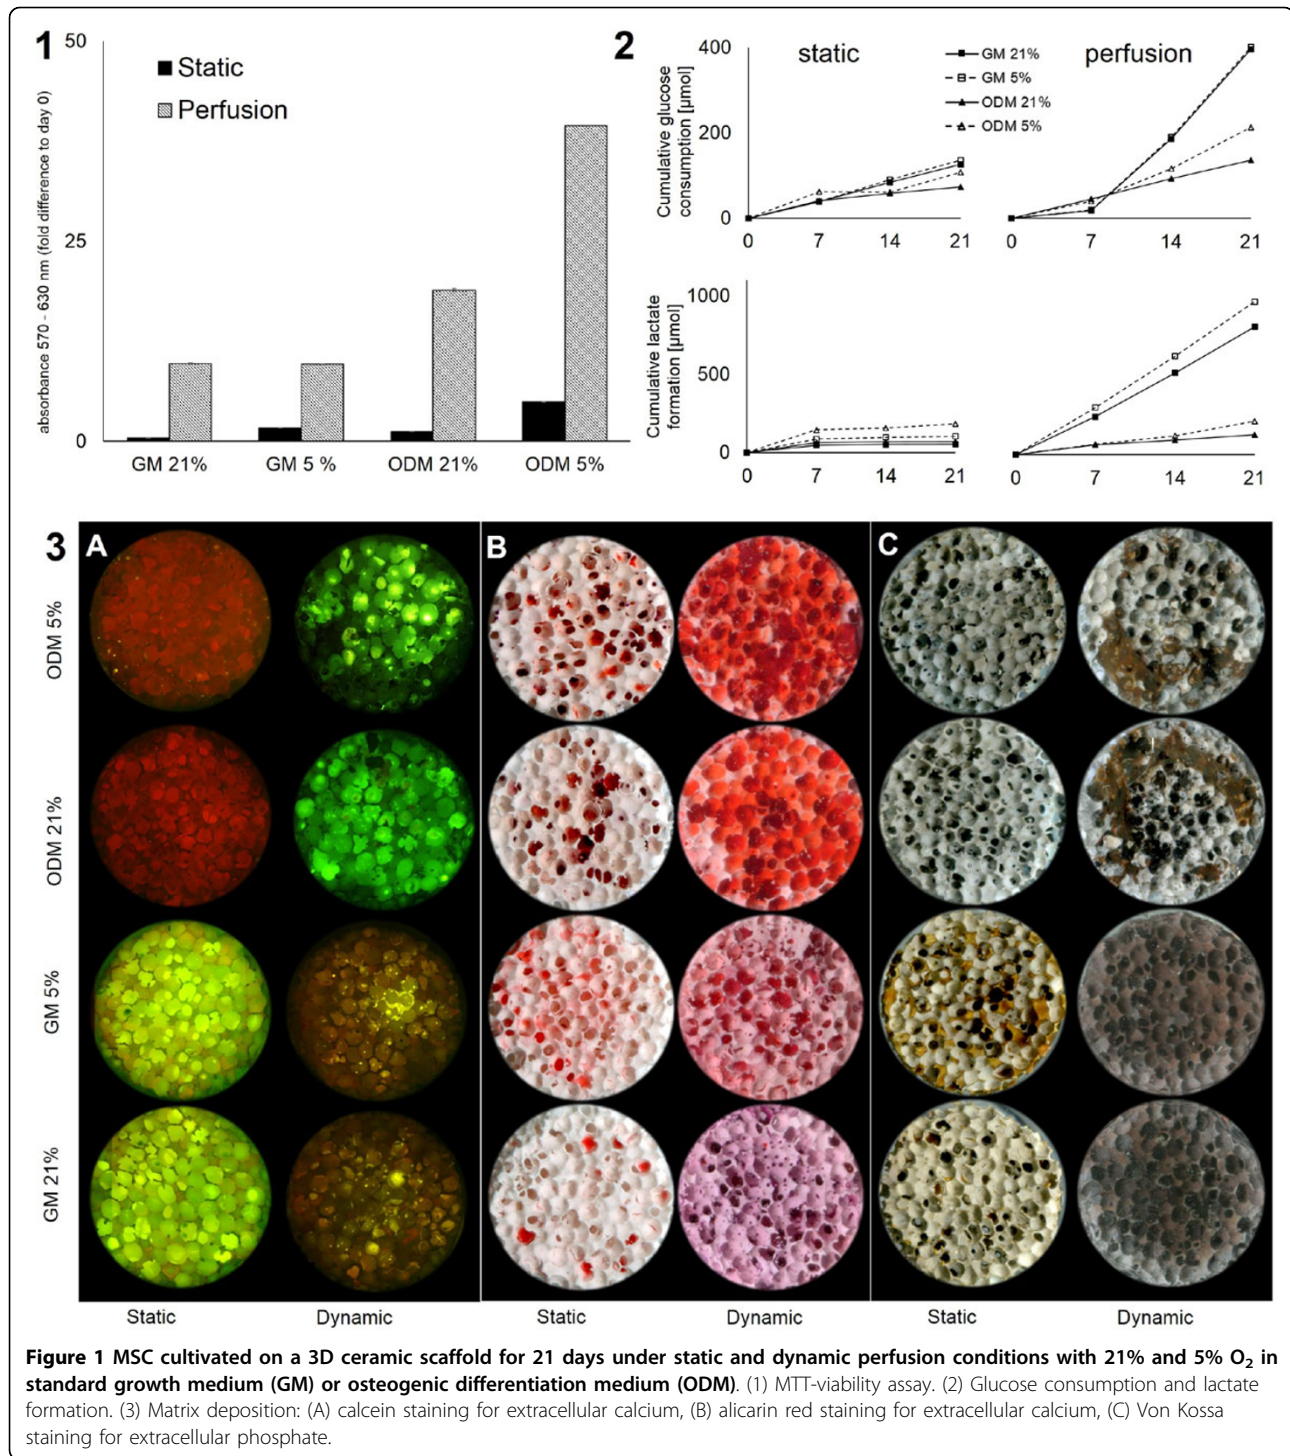 1
50
25
0
absorbance 570 - 630 nm (fold difference to day 0)
Static
Perfusion
GM 21%
GM 5 %
ODM 21%
ODM 5%
2
static
perfusion
GM 21%
GM 5%
ODM 21%
ODM 5%
Cumulative glucose
consumption [µmol]
400
200
0
0 7 14 21
0 7 14 21
Cumulative lactate
formation [µmol]
1000
500
0
0 7 14 21
0 7 14 21
3
A
B
C
ODM 5%
ODM 21%
GM 5%
GM 21%
Static
Dynamic
Static
Dynamic
Static
Dynamic
Figure 1 MSC cultivated on a 3D ceramic scaffold for 21 days under static and dynamic perfusion conditions with 21% and 5% O2 in
standard growth medium (GM) or osteogenic differentiation medium (ODM). (1) MTT-viability assay. (2) Glucose consumption and lactate
formation. (3) Matrix deposition: (A) calcein staining for extracellular calcium, (B) alicarin red staining for extracellular calcium, (C) Von Kossa
staining for extracellular phosphate.